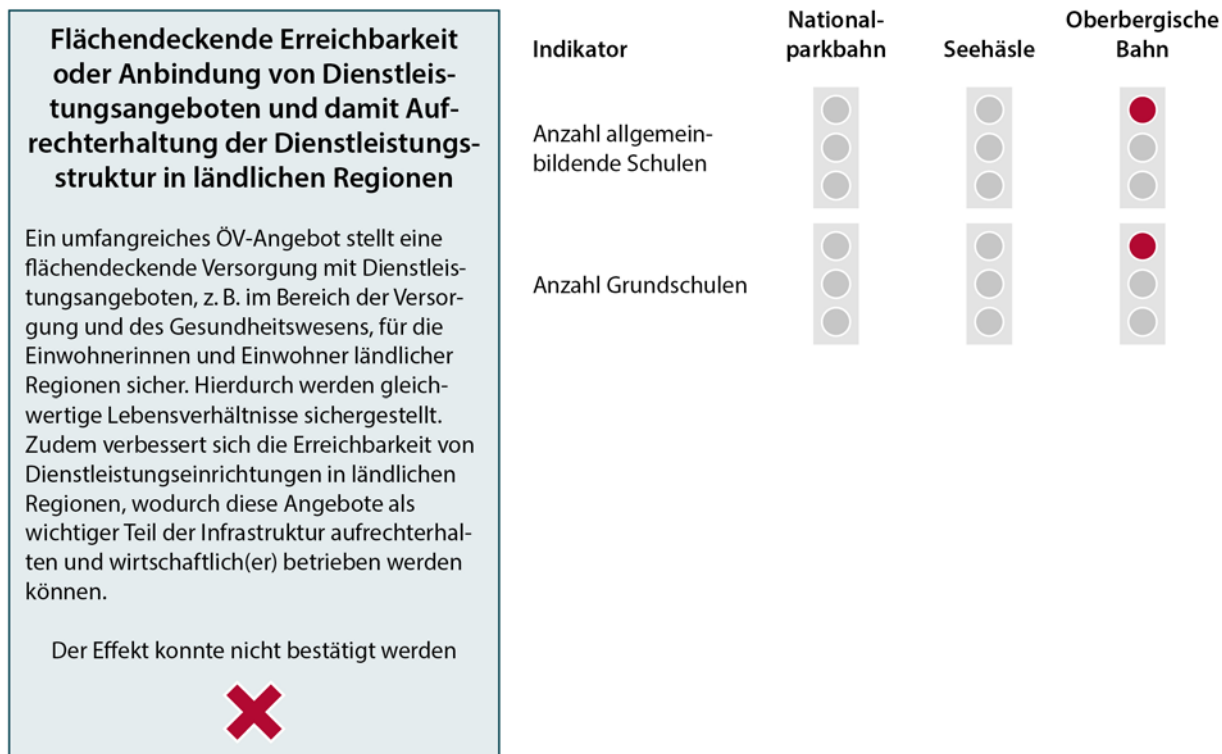 Flächendeckende Erreichbarkeit
oder Anbindung von Dienstleis-
tungsangeboten und damit Auf-
rechterhaltung der Dienstleistungs-
struktur in ländlichen Regionen
Ein umfangreiches ÖV-Angebot stellt eine
flächendeckende Versorgung mit Dienstleis-
tungsangeboten, z. B. im Bereich der Versor-
gung und des Gesundheitswesens, für die
Einwohnerinnen und Einwohner ländlicher
Regionen sicher. Hierdurch werden gleich-
wertige Lebensverhältnisse sichergestellt.
Zudem verbessert sich die Erreichbarkeit von
Dienstleistungseinrichtungen in ländlichen
Regionen, wodurch diese Angebote als
wichtiger Teil der Infrastruktur aufrechterhal-
ten und wirtschaftlich(er) betrieben werden
können.
Der Effekt konnte nicht bestätigt werden
Indikator
National-
parkbahn
Seehäsle
Oberbergische
Bahn
Anzahl allgemein-
bildende Schulen
Anzahl Grundschulen